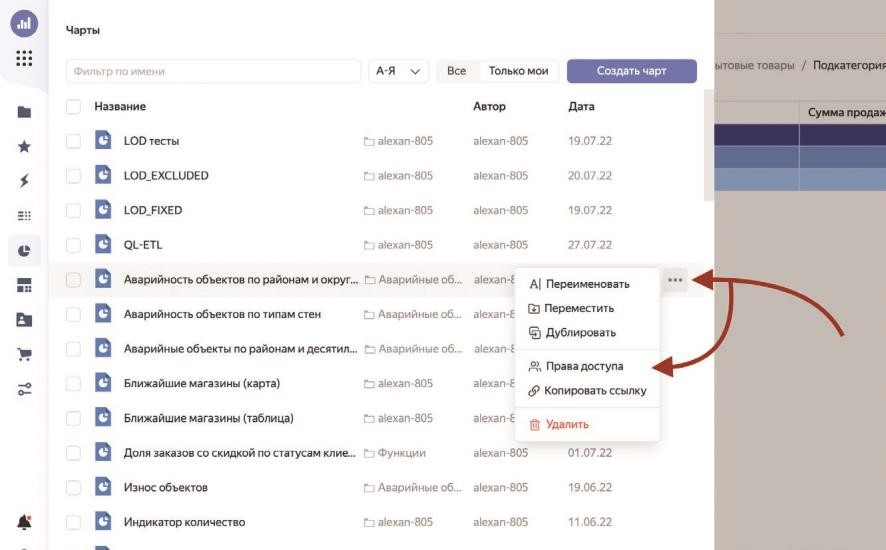 Чарты
Фильтр по имени А-Я Все Только мои Создать чарт
Название Автор Дата
LOD тесты alexan-805 alexan-805 19.07.22
LOD_EXCLUDED alexan-805 alexan-805 20.07.22
LOD_FIXED alexan-805 alexan-805 19.07.22
QL-ETL alexan-805 alexan-805 27.07.22
Аварийность объектов по районам и округ... Аварийные об... alexan-8
Аварийность объектов по типам стен Аварийные об... alexan-8
Аварийные объекты по районам и десятил... Аварийные об... alexan-8
Ближайшие магазины (карта) alexan-805 alexan-8
Ближайшие магазины (таблица) alexan-805 alexan-8
Доля заказов со скидкой по статусам клие... Функции alexan-805 01.07.22
Износ объектов Аварийные об... alexan-805 19.06.22
Индикатор количество alexan-805 alexan-805 11.06.22
Переименовать
Переместить
Дублировать
Права доступа
Копировать ссылку
Удалить
ытовые товары / Подкатегория
Сумма продаж